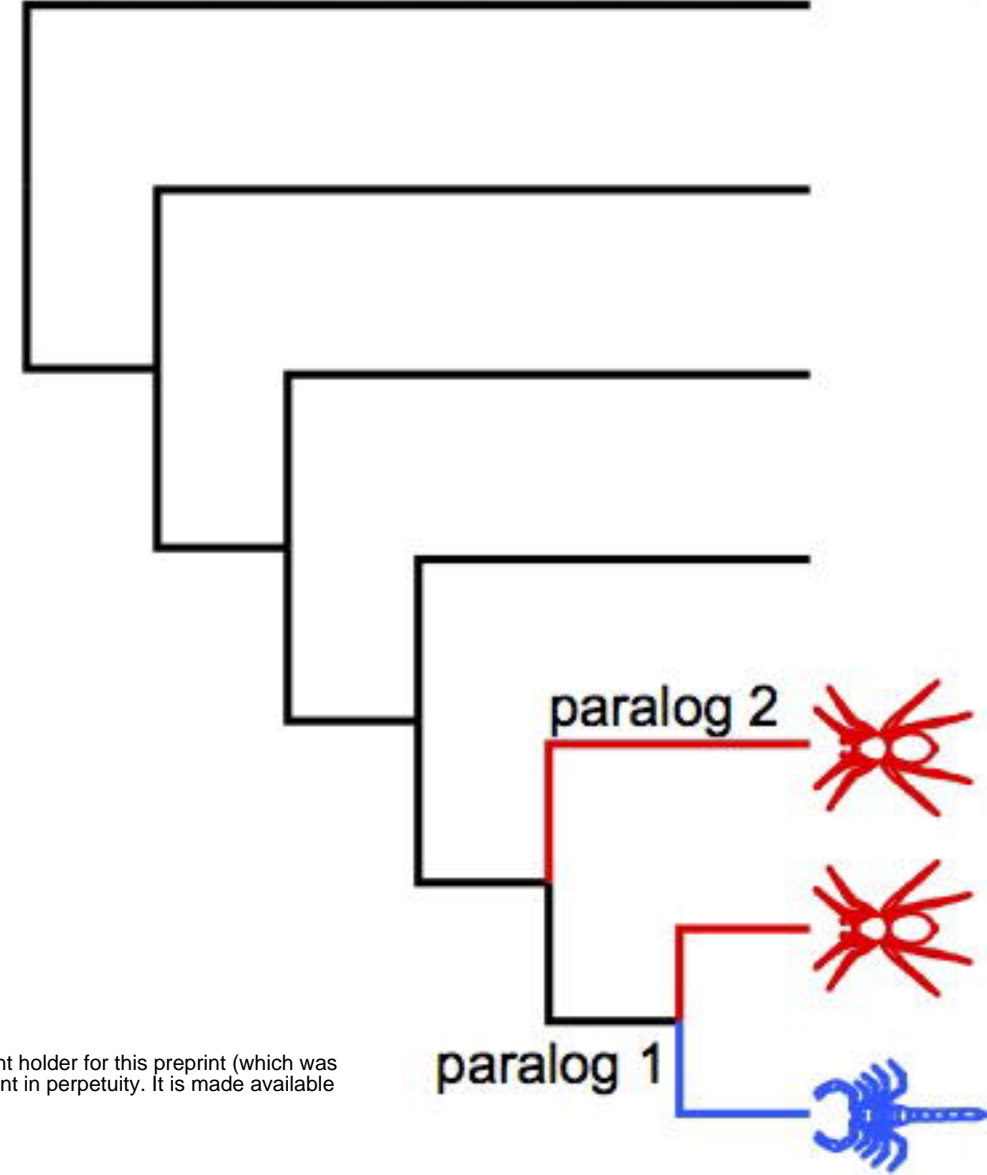 paralog 2
paralog 1
nt holder for this preprint (which was
nt in perpetuity. It is made available